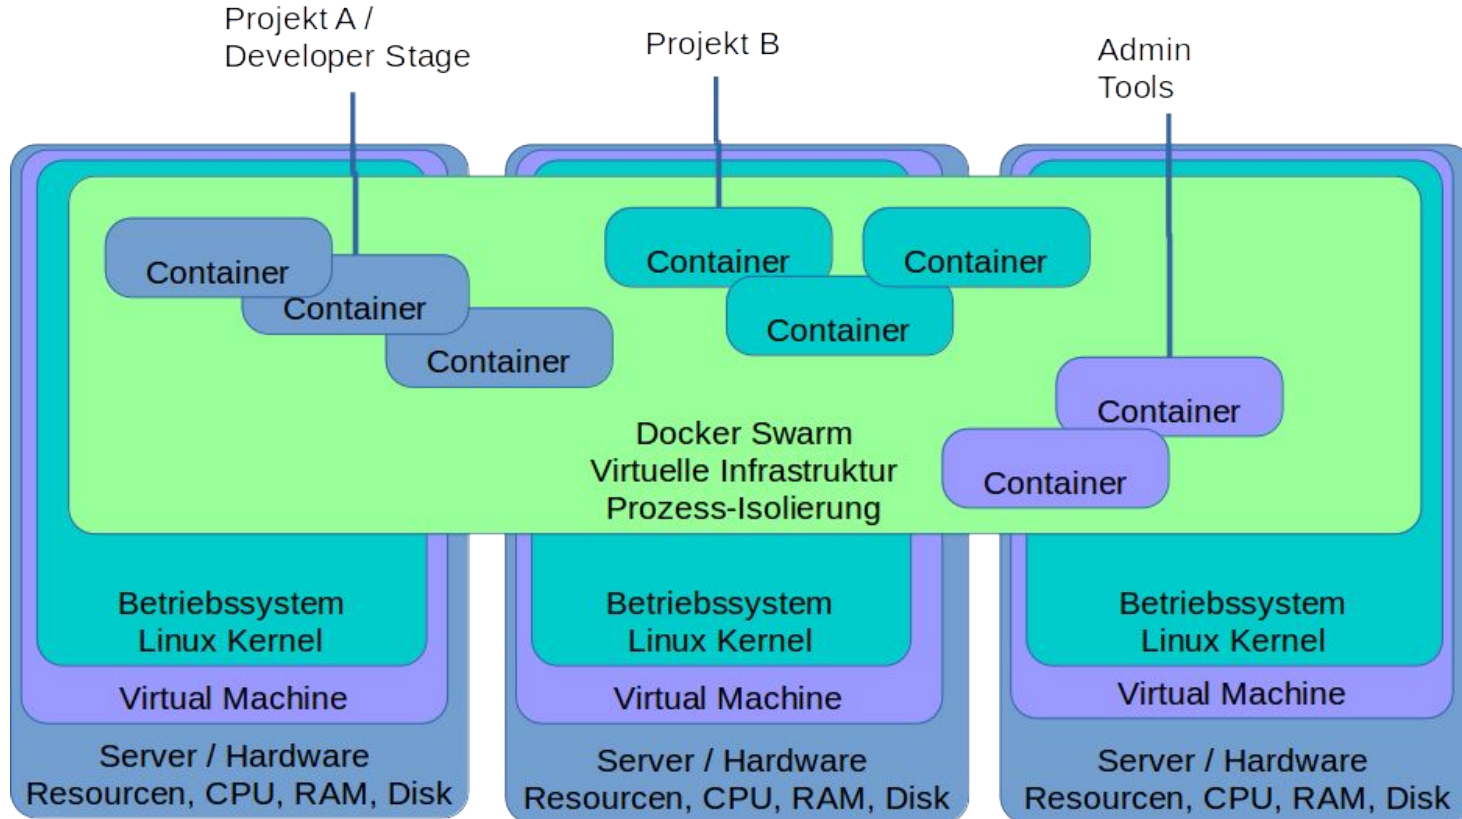 Projekt A /
Developer Stage
Projekt B
Admin
Tools
Container
Container
Container
Container
Container
Container
Container
Container
Docker Swarm
Virtuelle Infrastruktur
Prozess-Isolierung
Betriebssystem
Linux Kernel
Virtual Machine
Server / Hardware
Resourcen, CPU, RAM, Disk
Betriebssystem
Linux Kernel
Virtual Machine
Server / Hardware
Resourcen, CPU, RAM, Disk
Betriebssystem
Linux Kernel
Virtual Machine
Server / Hardware
Resourcen, CPU, RAM, Disk